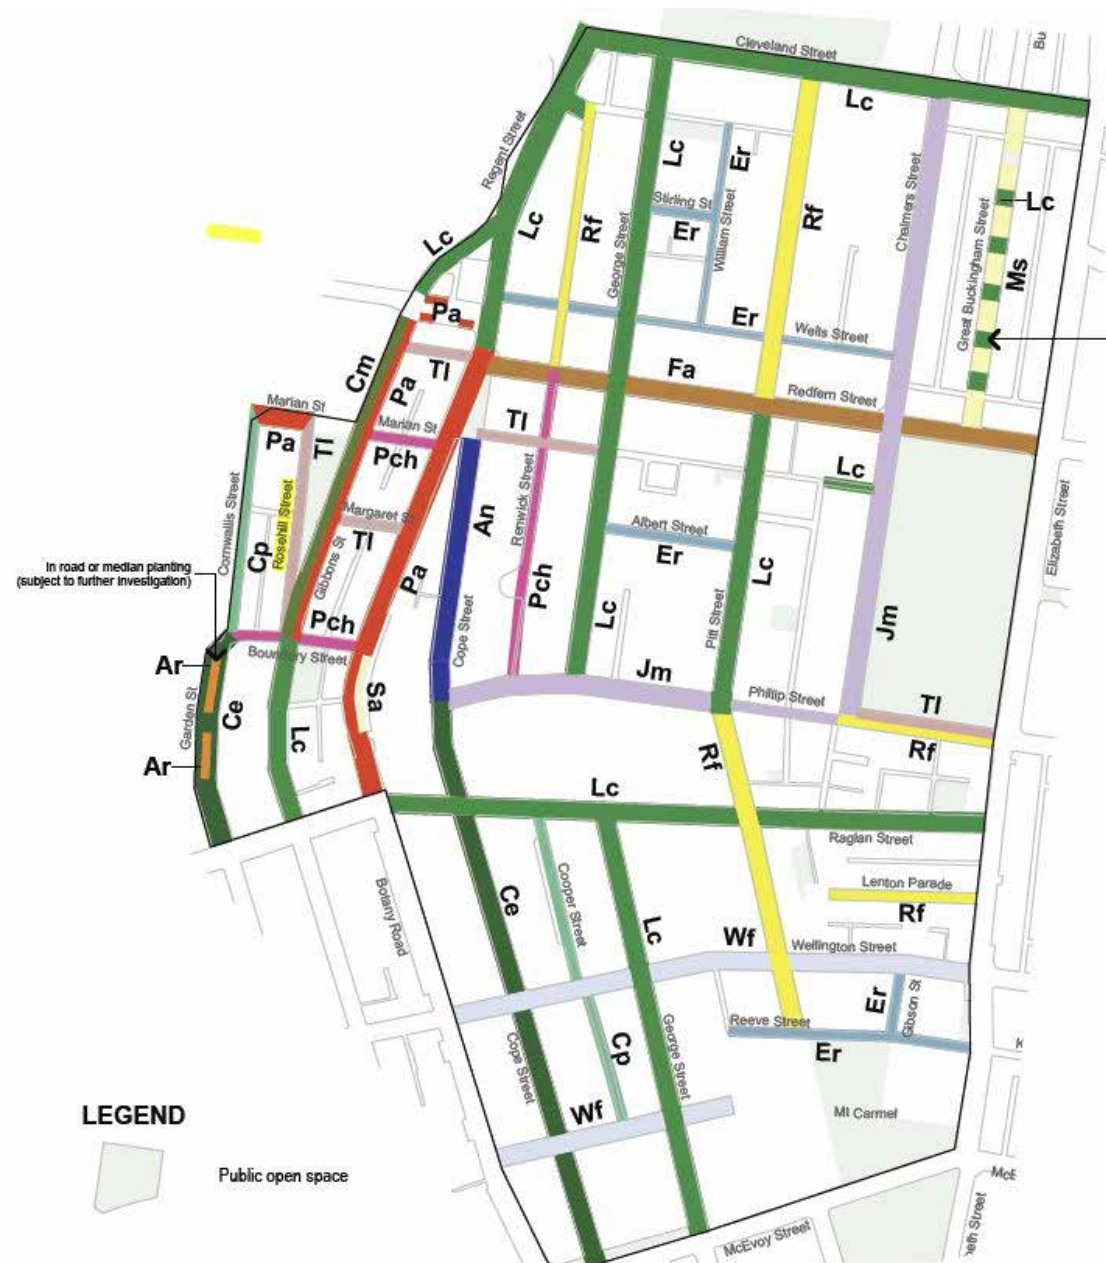 Cleveland Street
Bu
Lc
Regent Street
Lc
Er
Chalmers Street
Lc
Stirling St
Er
William Street
Rf
Rf
Lc
Lc
George Street
Great Buckingham Street
Ms
Er
Wells Street
Pa
Cm
Tl
Pa
Fa
Redfern Street
Marian St
Pa
Tl
Marian St
Pch
Tl
Lc
Cornwallis Street
Rosehill Street
Cp
Margaret St
Tl
Gibbons St
An
Renwick Street
Albert Street
Er
Elizabeth Street
In road or median planting
(subject to further investigation)
Pa
Pch
Lc
Lc
Pch
Cope Street
Pitt Street
Jm
Boundary Street
Ar
Garden St
Ce
Sa
Jm
Phillip Street
Tl
Lc
Rf
Rf
Ar
Lc
Raglan Street
Botany Road
Ce
Cooper Street
Lenton Parade
Rf
Lc
Wf
Wellington Street
Er
Gibson St
Reeve Street
Er
Cope Street
Cp
George Street
Wf
Mt Carmel
LEGEND
Public open space
McE
McEvoy Street
beth Street